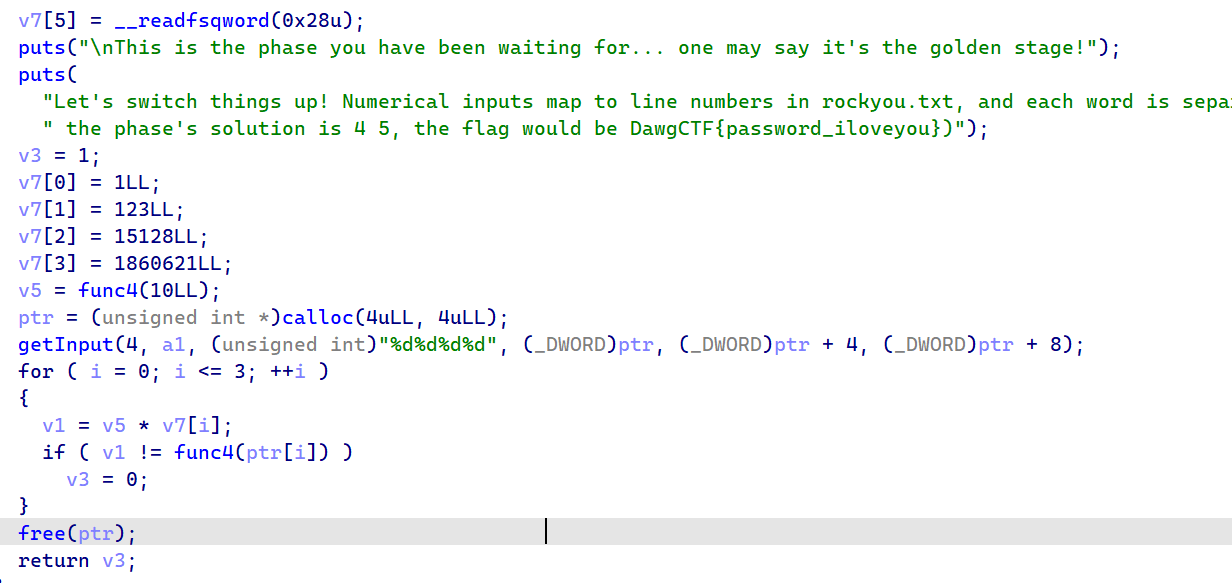 v7[5] = __readfsqword(0x28u);
puts("\nThis is the phase you have been waiting for... one may say it's the golden stage!");
puts(
"Let's switch things up! Numerical inputs map to line numbers in rockyou.txt, and each word is sepa
" the phase's solution is 4 5, the flag would be DawgCTF{password_iloveyou})");
v3 = 1;
v7[0] = 1LL;
v7[1] = 123LL;
v7[2] = 15128LL;
v7[3] = 1860621LL;
v5 = func4(10LL);
ptr = (unsigned int *)calloc(4uLL, 4uLL);
getInput(4, a1, (unsigned int)"%d%d%d%d", (_DWORD)ptr, (_DWORD)ptr + 4, (_DWORD)ptr + 8);
for ( i = 0; i <= 3; ++i )
{
v1 = v5 * v7[i];
if ( v1 != func4(ptr[i]) )
v3 = 0;
}
free(ptr);
return v3;